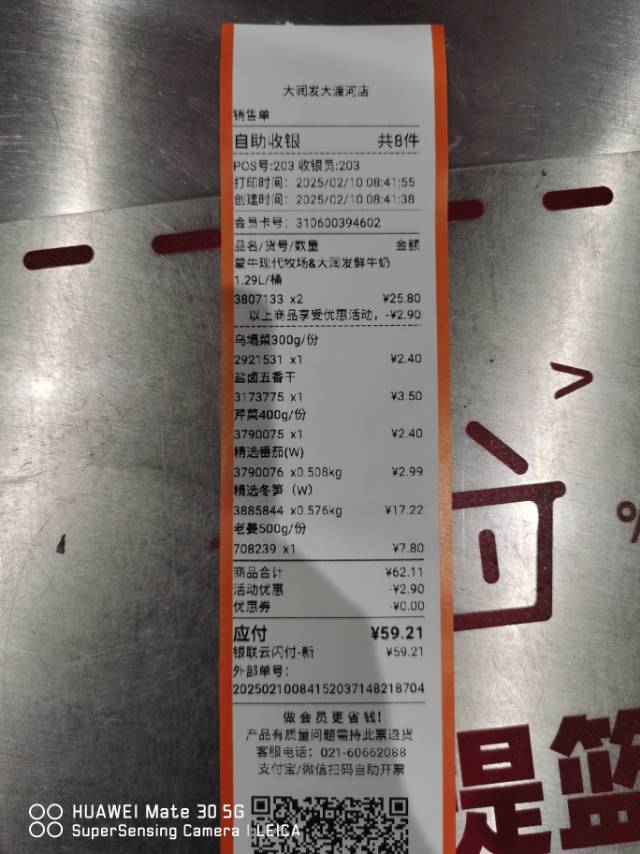 大润发大渡河店
销售单
自助收银 共8件
POS号:203 收银员:203
打印时间: 2025/02/10 08:41:55
创建时间: 2025/02/10 08:41:38
会员卡号: 310600394602
品名/货号/数量 金额
蒙牛现代牧场&大润发鲜牛奶
1.29L/桶
3807133 x2 ¥25.80
以上商品享受优惠活动, -¥2.90
乌塌菜300g/份
2921531 x1 ¥2.40
盐卤五香干
3173775 x1 ¥3.50
芹菜400g/份
3790075 x1 ¥2.40
精选番茄(W)
3790076 x0.508kg ¥2.99
精选冬笋（W）
3885844 x0.576kg ¥17.22
老姜500g/份
708239 x1 ¥7.80
商品合计 ¥62.11
活动优惠 -¥2.90
优惠券 -¥0.00
应付 ¥59.21
银联云闪付-新 ¥59.21
外部单号:
20250210084152037148218704
做会员更省钱!
产品有质量问题需持此票退货
客服电话: 021-60662088
支付宝/微信扫码自助开票
%
提篮
HUAWEI Mate 30 5G
SuperSensing Camera | LEICA